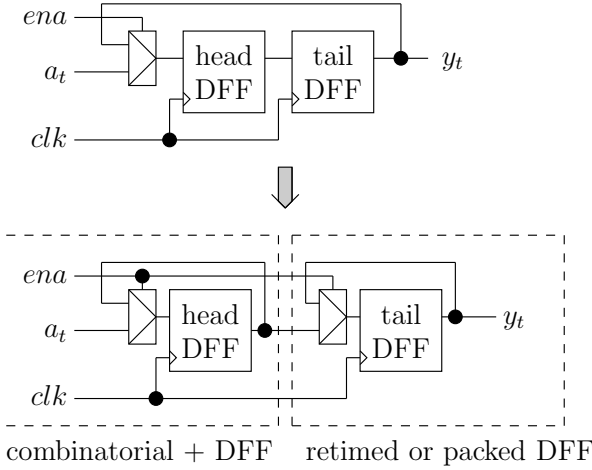 ena
head tail
a_t DFF DFF y_t
clk
ena
head tail
a_t DFF DFF y_t
clk
combinatorial + DFF retimed or packed DFF